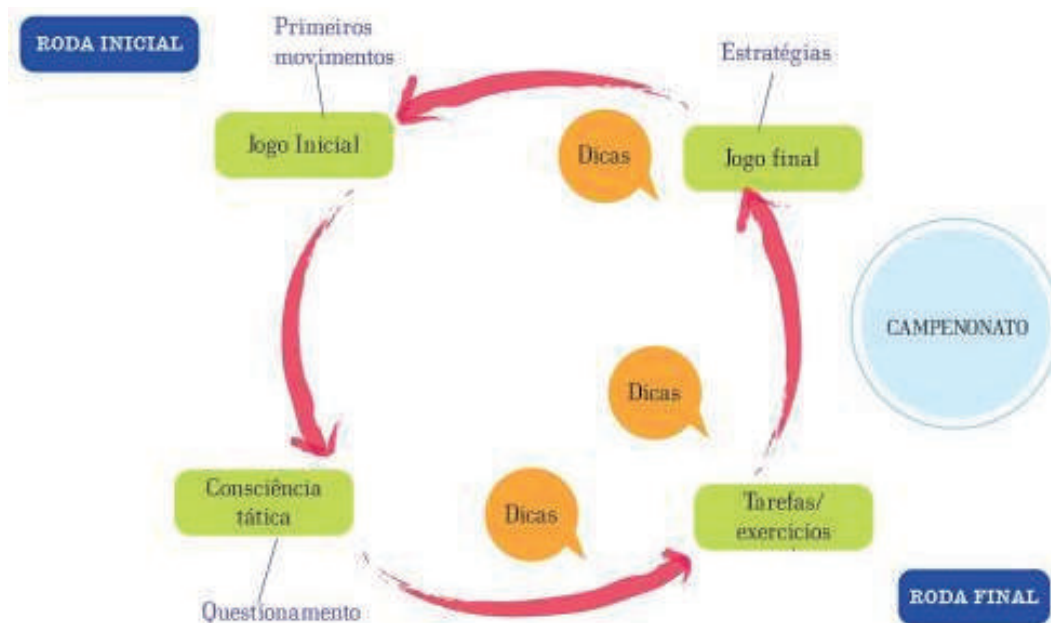 RODA INICIAL
Primeiros
movimentos
Jogo Inicial
Estratégias
Dicas
Jogo final
CAMPENONATO
Dicas
Consciência
tática
Dicas
Tarefas/
exercícios
Questionamento
RODA FINAL